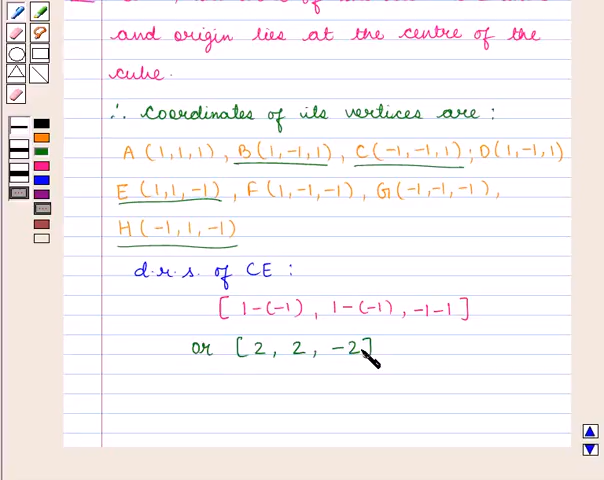 and origin lies at the centre of the
cube.
∴ Coordinates of its vertices are :
A (1,1,1) , B(1,-1,1) , C(-1,-1,1) ; D(1,-1,1)
E (1,1,-1) , F(1,-1,-1) , G(-1,-1,-1) ,
H(-1,1,-1)
d.r.s. of CE :
[ 1-(-1) , 1-(-1) , -1-1 ]
or [ 2 , 2 , -2]